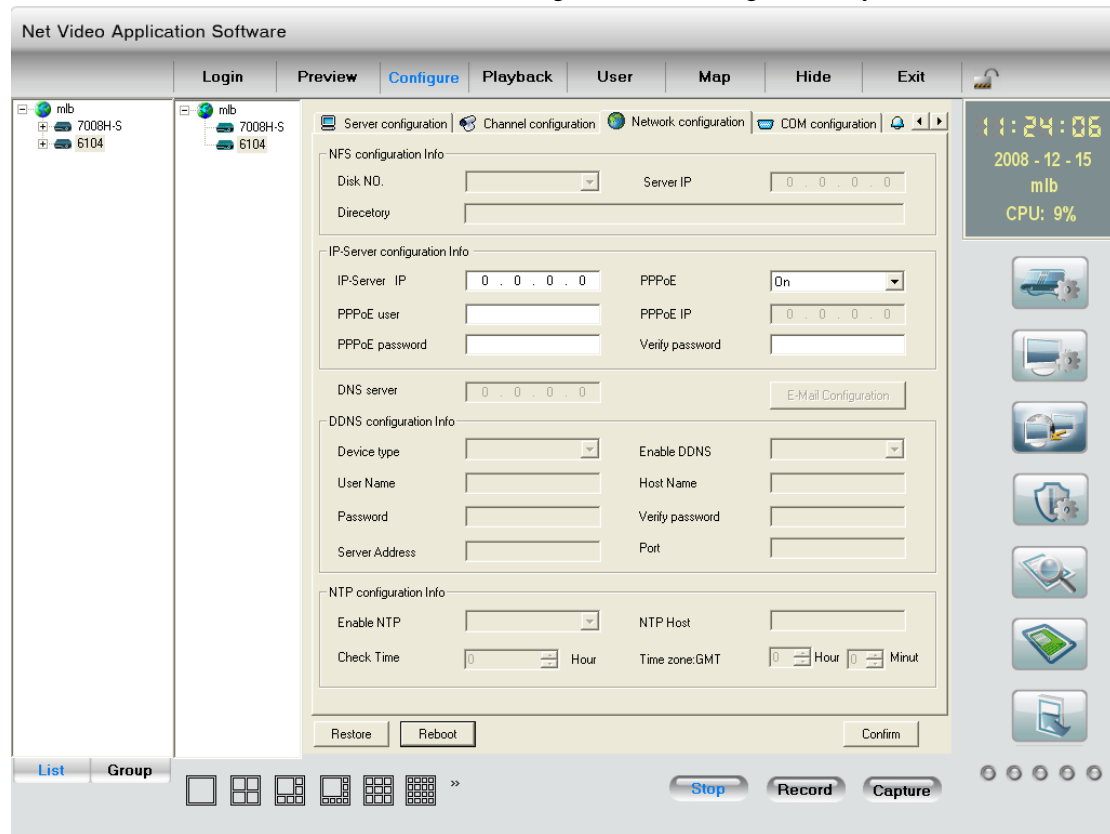 Net Video Application Software
Login Preview Configure Playback User Map Hide Exit
mlb
7008H-S
6104
mlb
7008H-S
6104
Server configuration Channel configuration Network configuration COM configuration
11:24:06
2008 - 12 - 15
mlb
CPU: 9%
NFS configuration Info
Disk NO. Server IP 0 . 0 . 0 . 0
Direcetory
IP-Server configuration Info
IP-Server IP 0 . 0 . 0 . 0 PPPoE On
PPPoE user PPPoE IP 0 . 0 . 0 . 0
PPPoE password Verify password
DNS server 0 . 0 . 0 . 0 E-Mail Configuration
DDNS configuration Info
Device type Enable DDNS
User Name Host Name
Password Verify password
Server Address Port
NTP configuration Info
Enable NTP NTP Host
Check Time 0 Hour Time zone:GMT 0 Hour 0 Minut
Restore Reboot Confirm
List Group
» Stop Record Capture